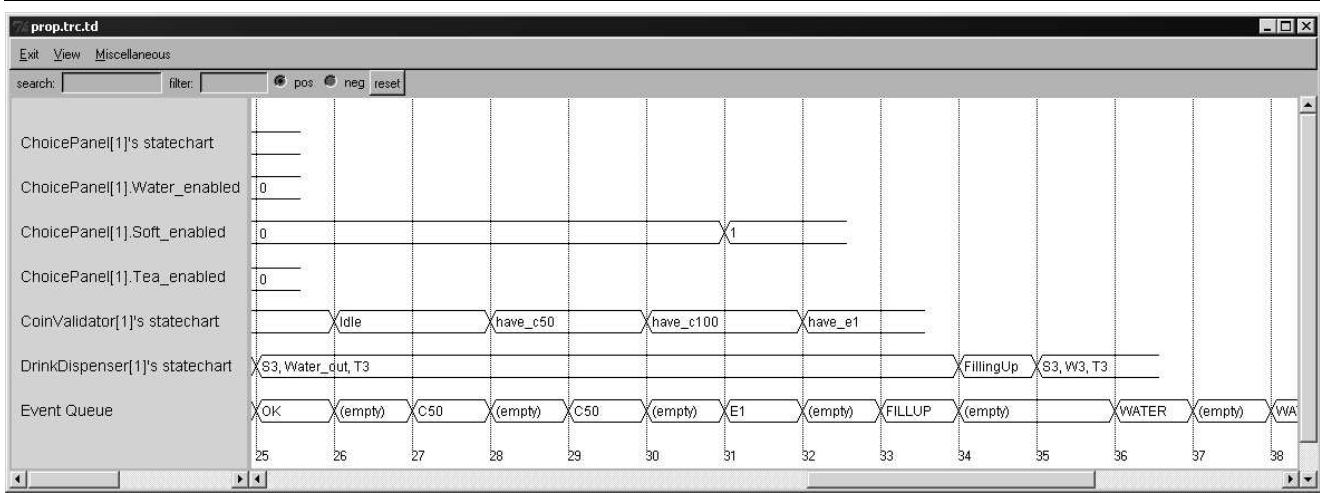 prop.trc.td
Exit View Miscellaneous
search: filter: pos neg reset
ChoicePanel[1]'s statechart
ChoicePanel[1].Water_enabled 0
ChoicePanel[1].Soft_enabled 0 1
ChoicePanel[1].Tea_enabled 0
CoinValidator[1]'s statechart Idle have_c50 have_c100 have_e1
DrinkDispenser[1]'s statechart S3, Water_out, T3 FillingUp S3, W3, T3
Event Queue OK (empty) C50 (empty) C50 (empty) E1 (empty) FILLUP (empty) WATER (empty) WA
25 26 27 28 29 30 31 32 33 34 35 36 37 38